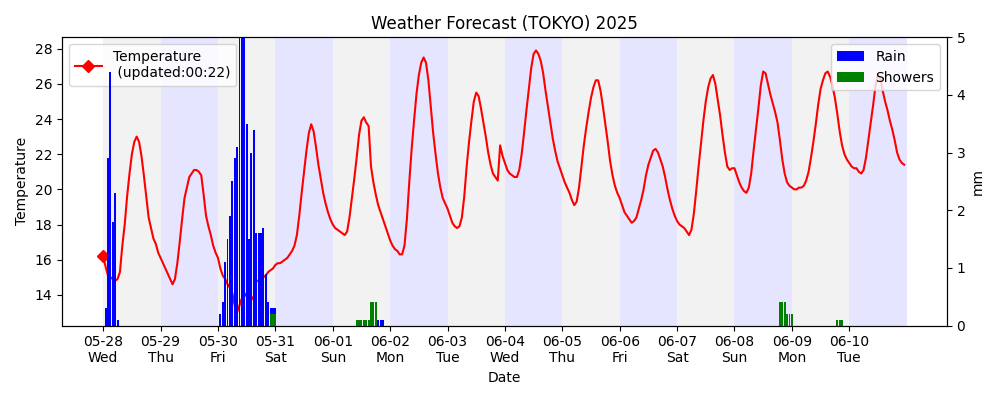 Weather Forecast (TOKYO) 2025
Temperature
(updated:00:22)
Rain
Showers
28
26
24
22
20
18
16
14
Temperature
5
4
3
2
1
0
mm
05-28 05-29 05-30 05-31 06-01 06-02 06-03 06-04 06-05 06-06 06-07 06-08 06-09 06-10
Wed Thu Fri Sat Sun Mon Tue Wed Thu Fri Sat Sun Mon Tue
Date